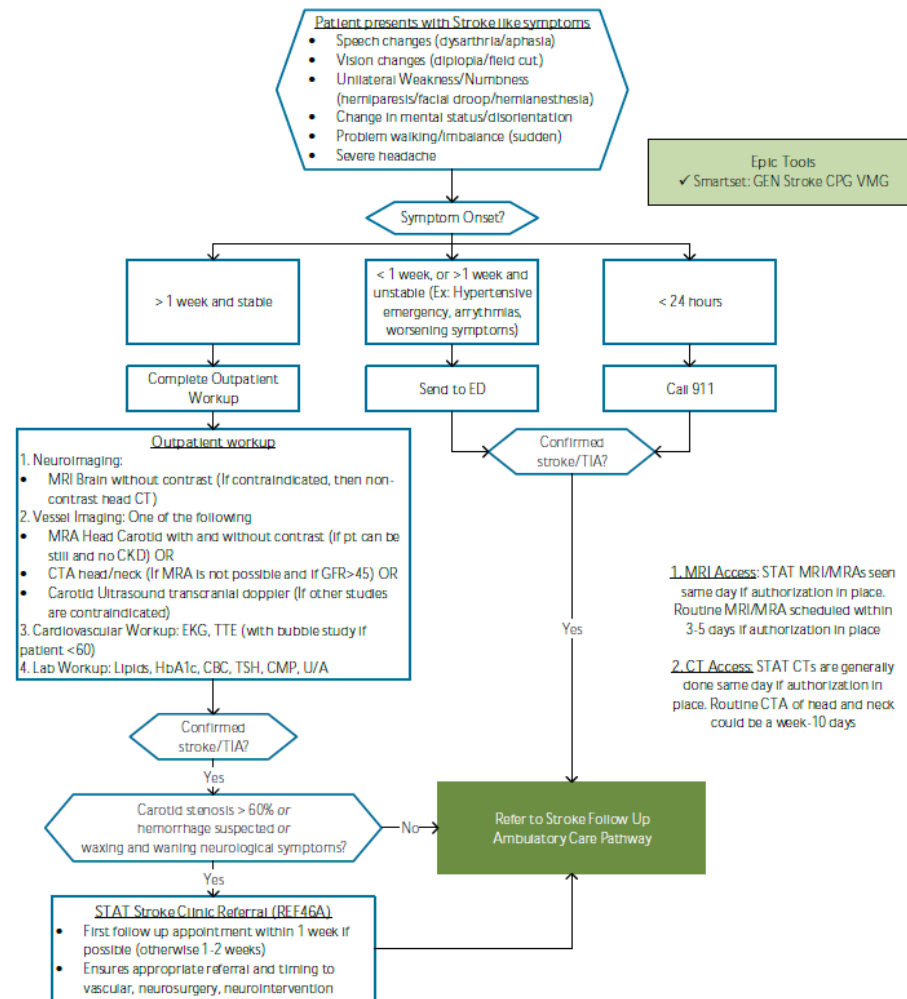 Patient presents with Stroke like symptoms
• Speech changes (dysarthria/aphasia)
• Vision changes (diplopia/field cut)
• Unilateral Weakness/Numbness
(hemiparesis/facial droop/hemianesthesia)
• Change in mental status/disorientation
• Problem walking/imbalance (sudden)
• Severe headache
Epic Tools
✓ Smartset: GEN Stroke CPG VMG
Symptom Onset?
> 1 week and stable
< 1 week, or >1 week and
unstable (Ex: Hypertensive
emergency, arrythmias,
worsening symptoms)
< 24 hours
Complete Outpatient
Workup
Send to ED
Call 911
Outpatient workup
1. Neuroimaging:
• MRI Brain without contrast (If contraindicated, then non-
contrast head CT)
2. Vessel Imaging: One of the following
• MRA Head Carotid with and without contrast (if pt can be
still and no CKD) OR
• CTA head/neck (If MRA is not possible and if GFR>45) OR
• Carotid Ultrasound transcranial doppler (If other studies
are contraindicated)
3. Cardiovascular Workup: EKG, TTE (with bubble study if
patient <60)
4. Lab Workup: Lipids, HbA1c, CBC, TSH, CMP, U/A
Confirmed
stroke/TIA?
Yes
1. MRI Access: STAT MRI/MRAs seen
same day if authorization in place.
Routine MRI/MRA scheduled within
3-5 days if authorization in place
2. CT Access: STAT CTs are generally
done same day if authorization in
place. Routine CTA of head and neck
could be a week-10 days
Confirmed
stroke/TIA?
Yes
Carotid stenosis > 60% or
hemorrhage suspected or
waxing and waning neurological symptoms?
No
Refer to Stroke Follow Up
Ambulatory Care Pathway
Yes
STAT Stroke Clinic Referral (REF46A)
• First follow up appointment within 1 week if
possible (otherwise 1-2 weeks)
• Ensures appropriate referral and timing to
vascular, neurosurgery, neurointervention